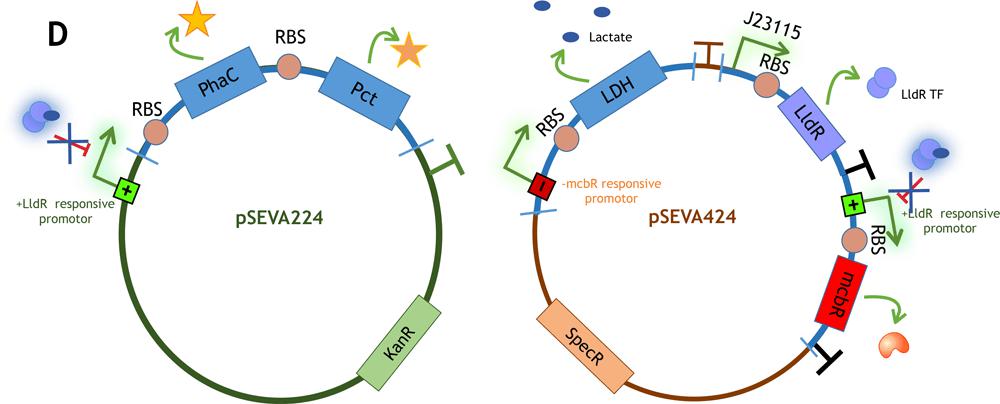 D
RBS
PhaC
RBS
Pct
+
+LldR responsive
promotor
pSEVA224
KanR
Lactate
J23115
RBS
LDH
RBS
LldR
LldR TF
-
-mcbR responsive
promotor
pSEVA424
+
+LldR responsive
promotor
RBS
mcbR
SpecR